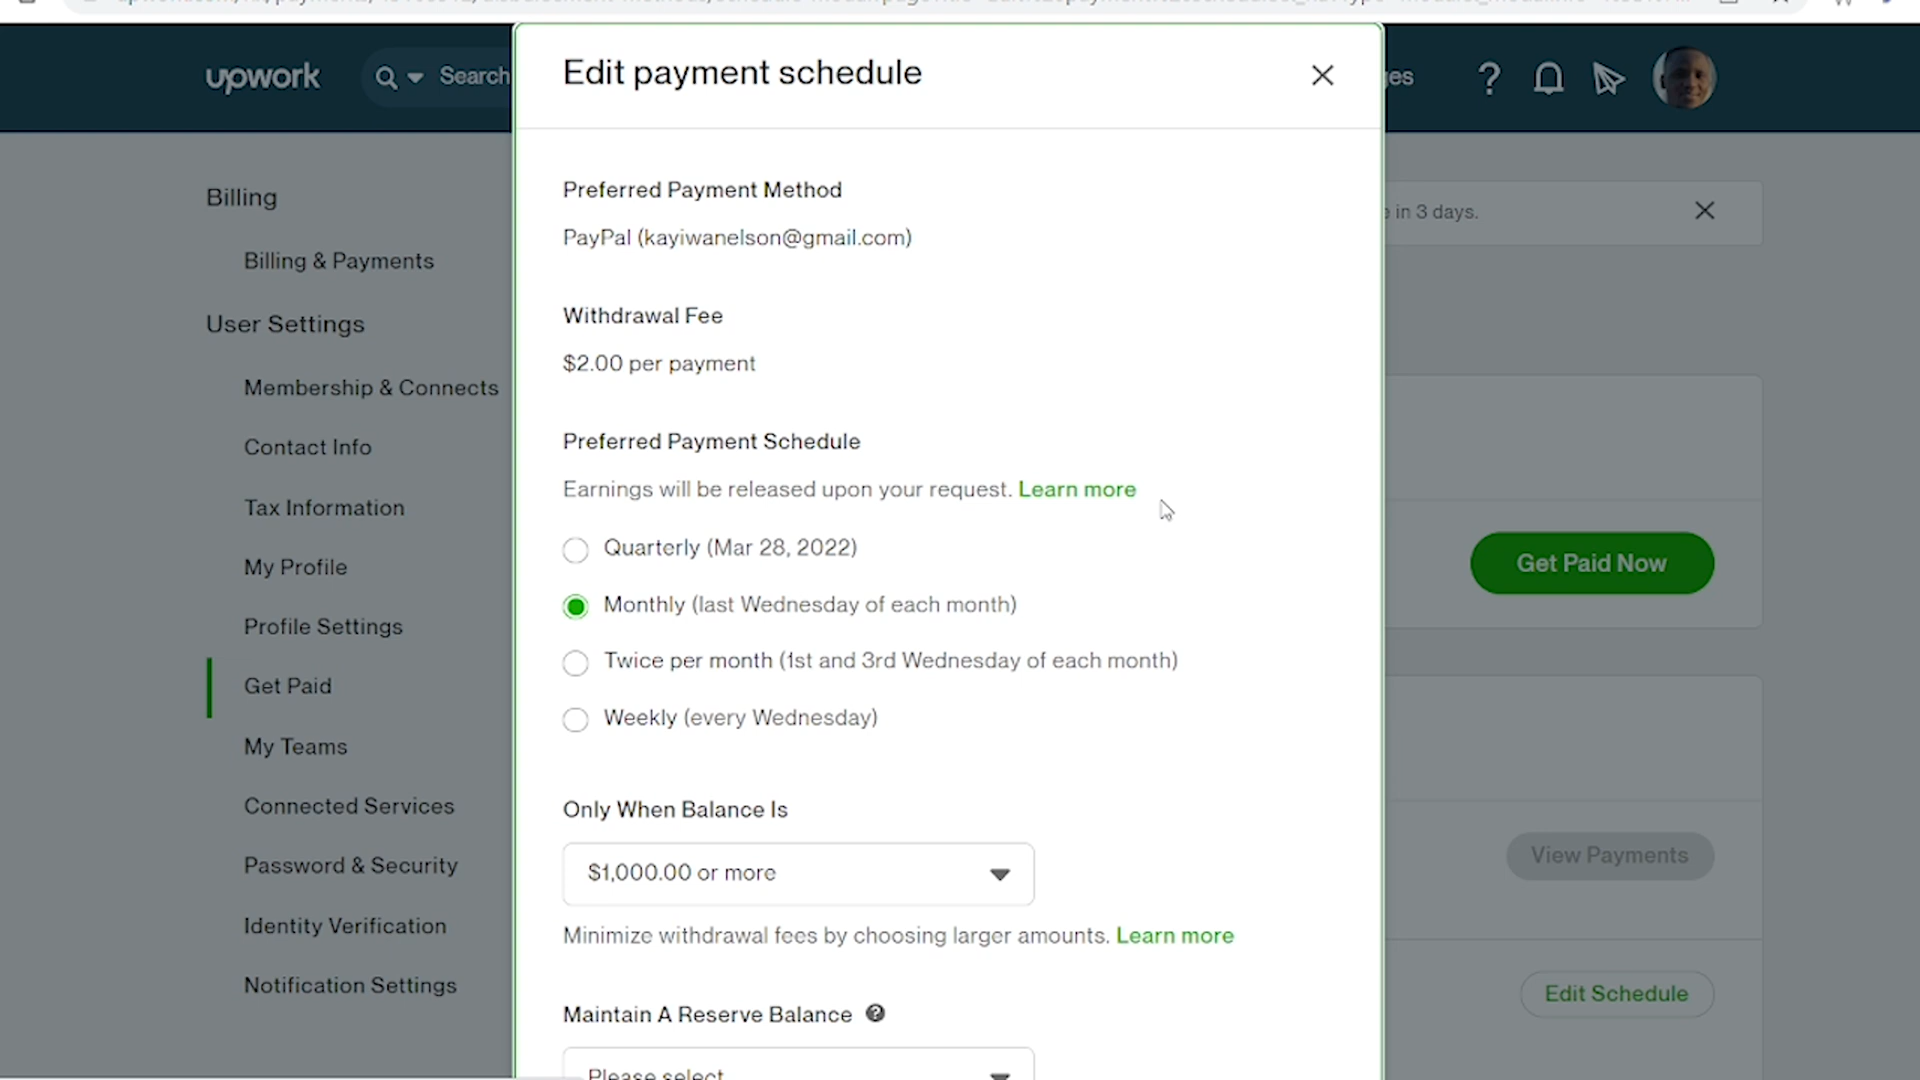 upwork
Search
Edit payment schedule
ges
Billing
Billing & Payments
User Settings
Membership & Connects
Contact Info
Tax Information
My Profile
Profile Settings
Get Paid
My Teams
Connected Services
Password & Security
Identity Verification
Notification Settings
Preferred Payment Method
PayPal (kayiwanelson@gmail.com)
Withdrawal Fee
$2.00 per payment
Preferred Payment Schedule
Earnings will be released upon your request. Learn more
Quarterly (Mar 28, 2022)
Monthly (last Wednesday of each month)
Twice per month (1st and 3rd Wednesday of each month)
Weekly (every Wednesday)
Only When Balance Is
$1,000.00 or more
Minimize withdrawal fees by choosing larger amounts. Learn more
Maintain A Reserve Balance
Please select
in 3 days.
Get Paid Now
View Payments
Edit Schedule